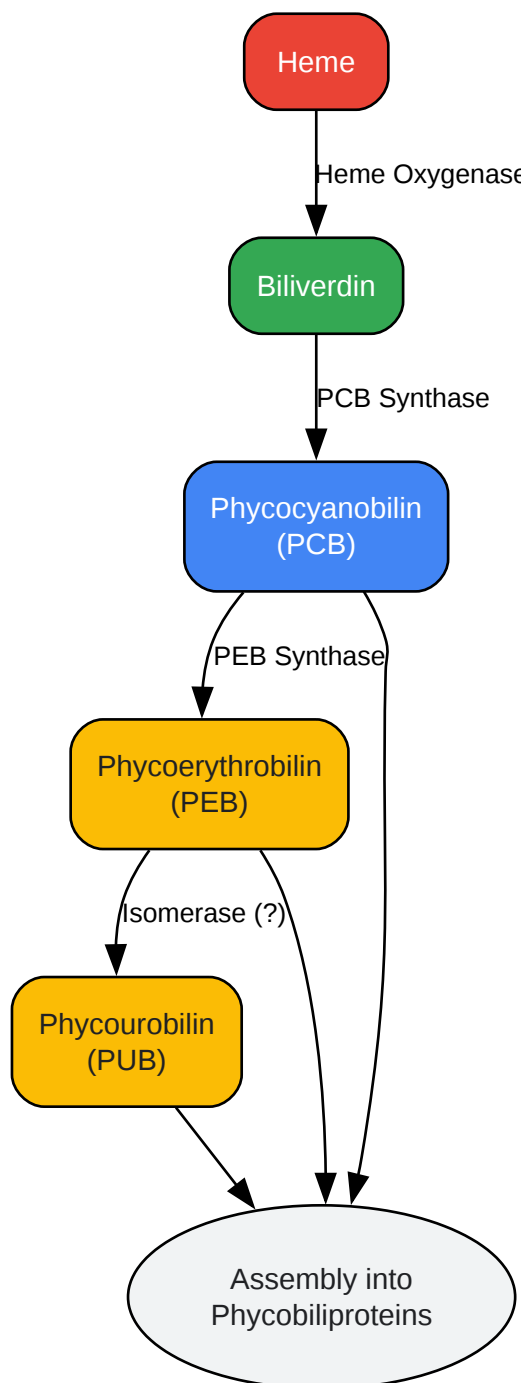 Heme
Heme Oxygenase
Biliverdin
PCB Synthase
Phycocyanobilin
(PCB)
PEB Synthase
Phycoerythrobilin
(PEB)
Isomerase (?)
Phycourobilin
(PUB)
Assembly into
Phycobiliproteins